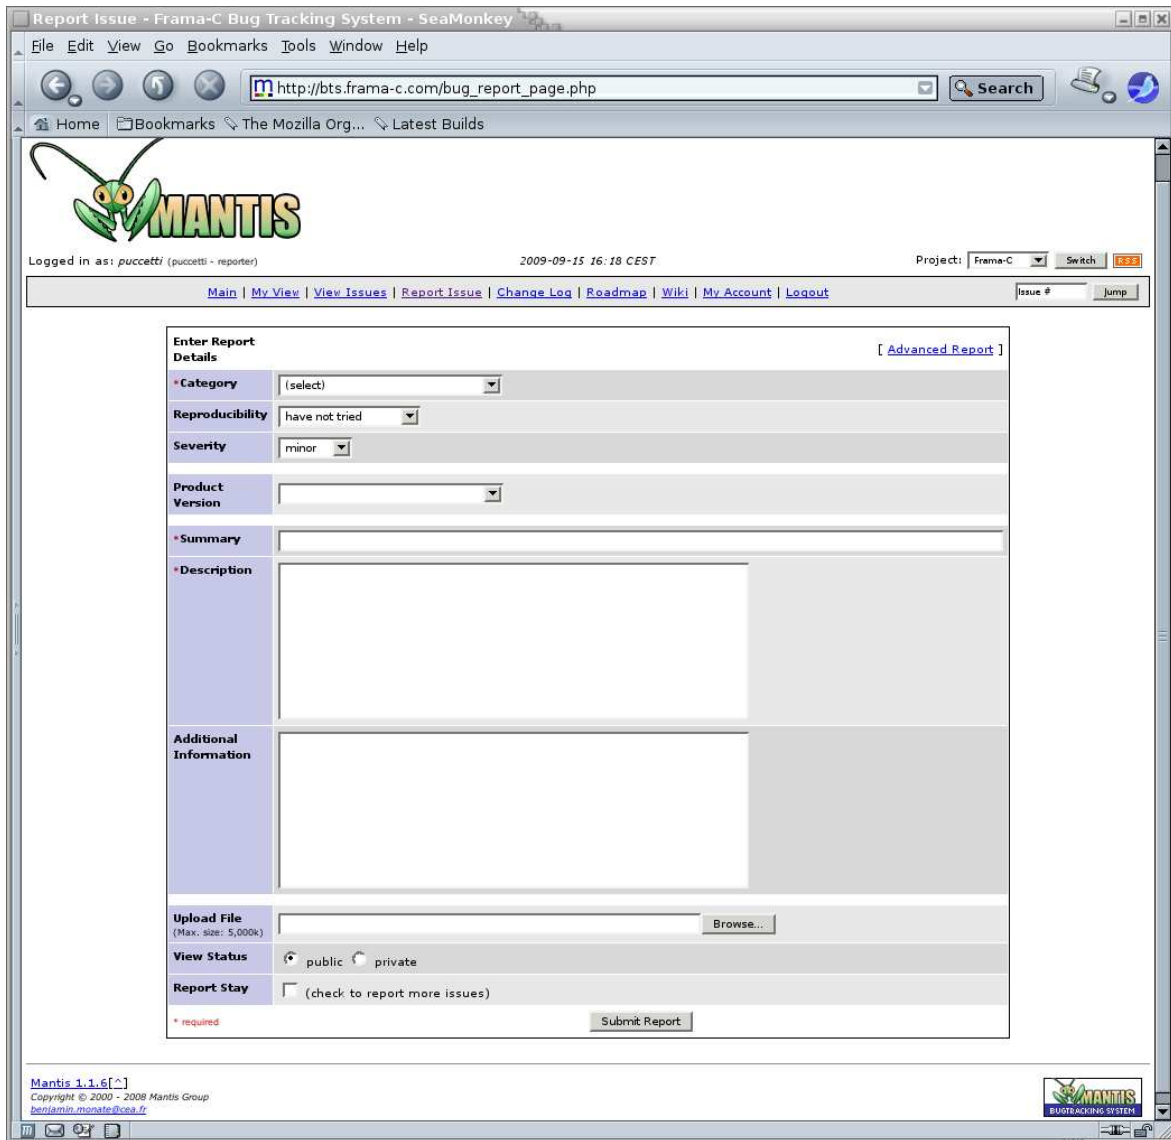 Report Issue - Frama-C Bug Tracking System - SeaMonkey
File Edit View Go Bookmarks Tools Window Help
http://bts.frama-c.com/bug_report_page.php Search
Home Bookmarks The Mozilla Org... Latest Builds
MANTIS
Logged in as: puccetti (puccetti - reporter) 2009-09-15 16:18 CEST Project: Frama-C Switch RSS
Main | My View | View Issues | Report Issue | Change Log | Roadmap | Wiki | My Account | Logout Issue # Jump
Enter Report
Details
[ Advanced Report ]
*Category (select)
Reproducibility have not tried
Severity minor
Product
Version
*Summary
*Description
Additional
Information
Upload File
(Max. size: 5,000k)
Browse...
View Status public private
Report Stay (check to report more issues)
* required Submit Report
Mantis 1.1.6[^]
Copyright © 2000 - 2008 Mantis Group
benjamin.monate@cea.fr
MANTIS
BUGTRACKING SYSTEM